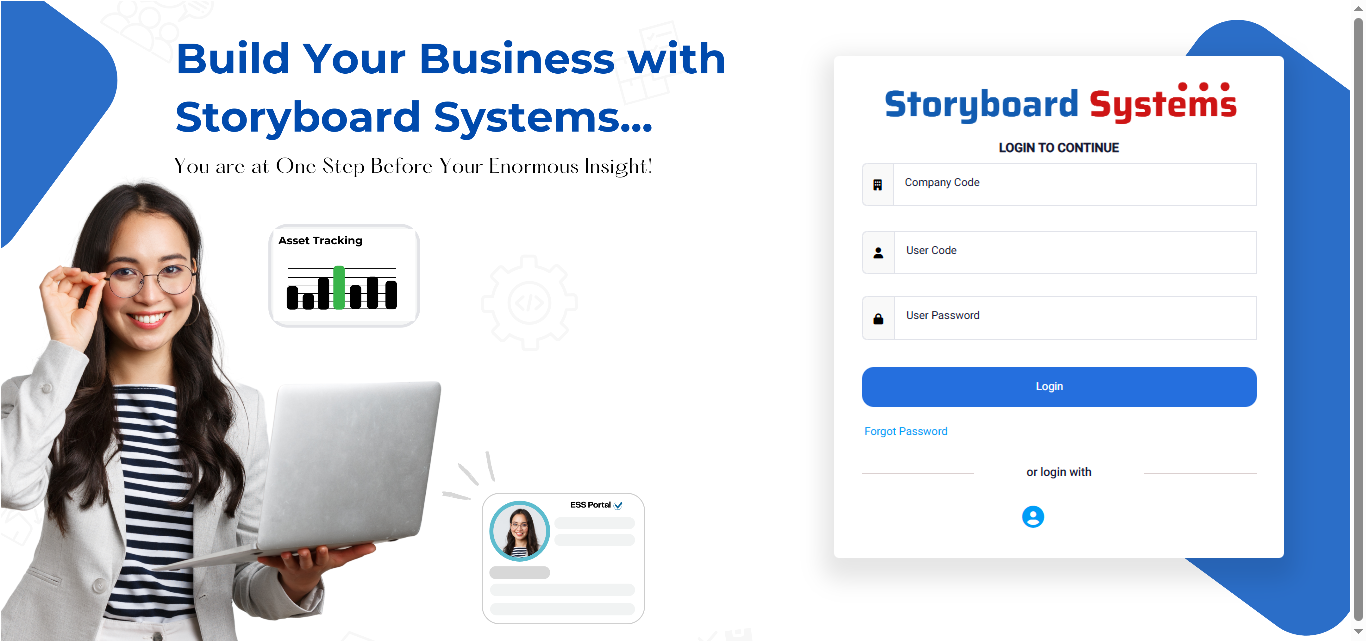 Build Your Business with
Storyboard Systems...
You are at One Step Before Your Enormous Insight!
Asset Tracking
ESS Portal
Storyboard Systems
LOGIN TO CONTINUE
Company Code
User Code
User Password
Login
Forgot Password
or login with